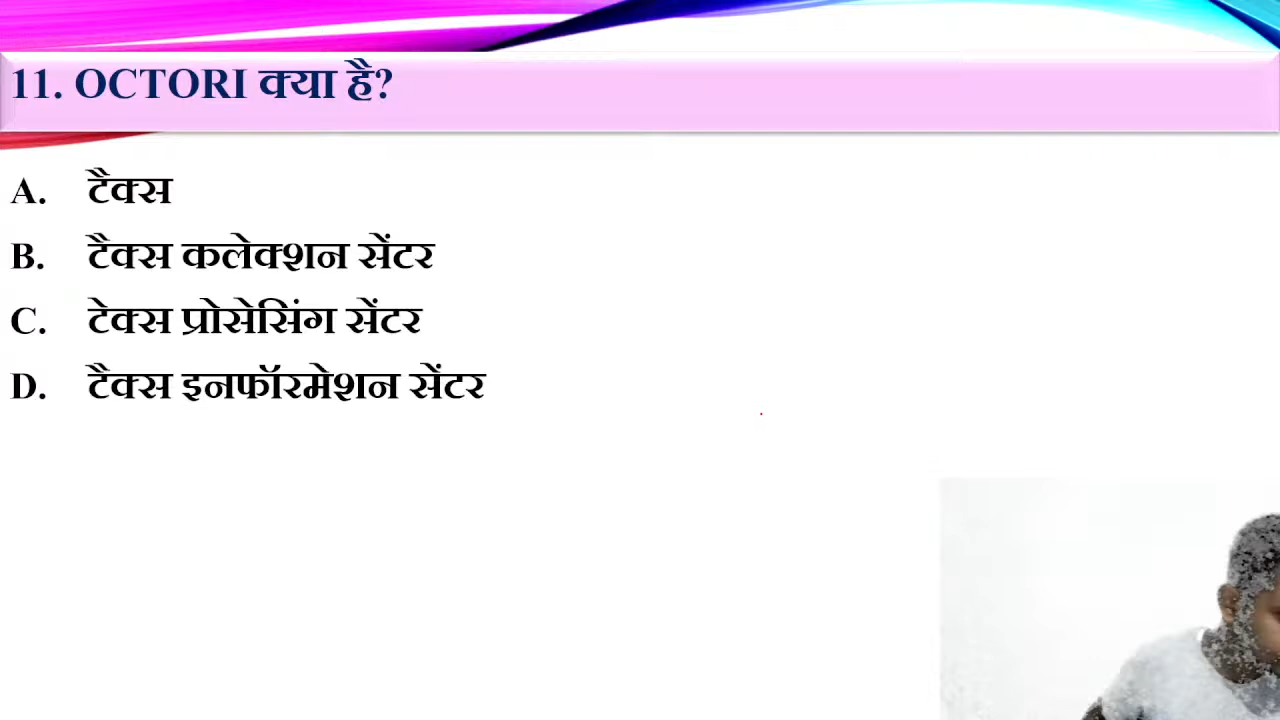 11. OCTORI क्या है?
A. टैक्स
B. टैक्स कलेक्शन सेंटर
C. टेक्स प्रोसेसिंग सेंटर
D. टैक्स इनफॉरमेशन सेंटर